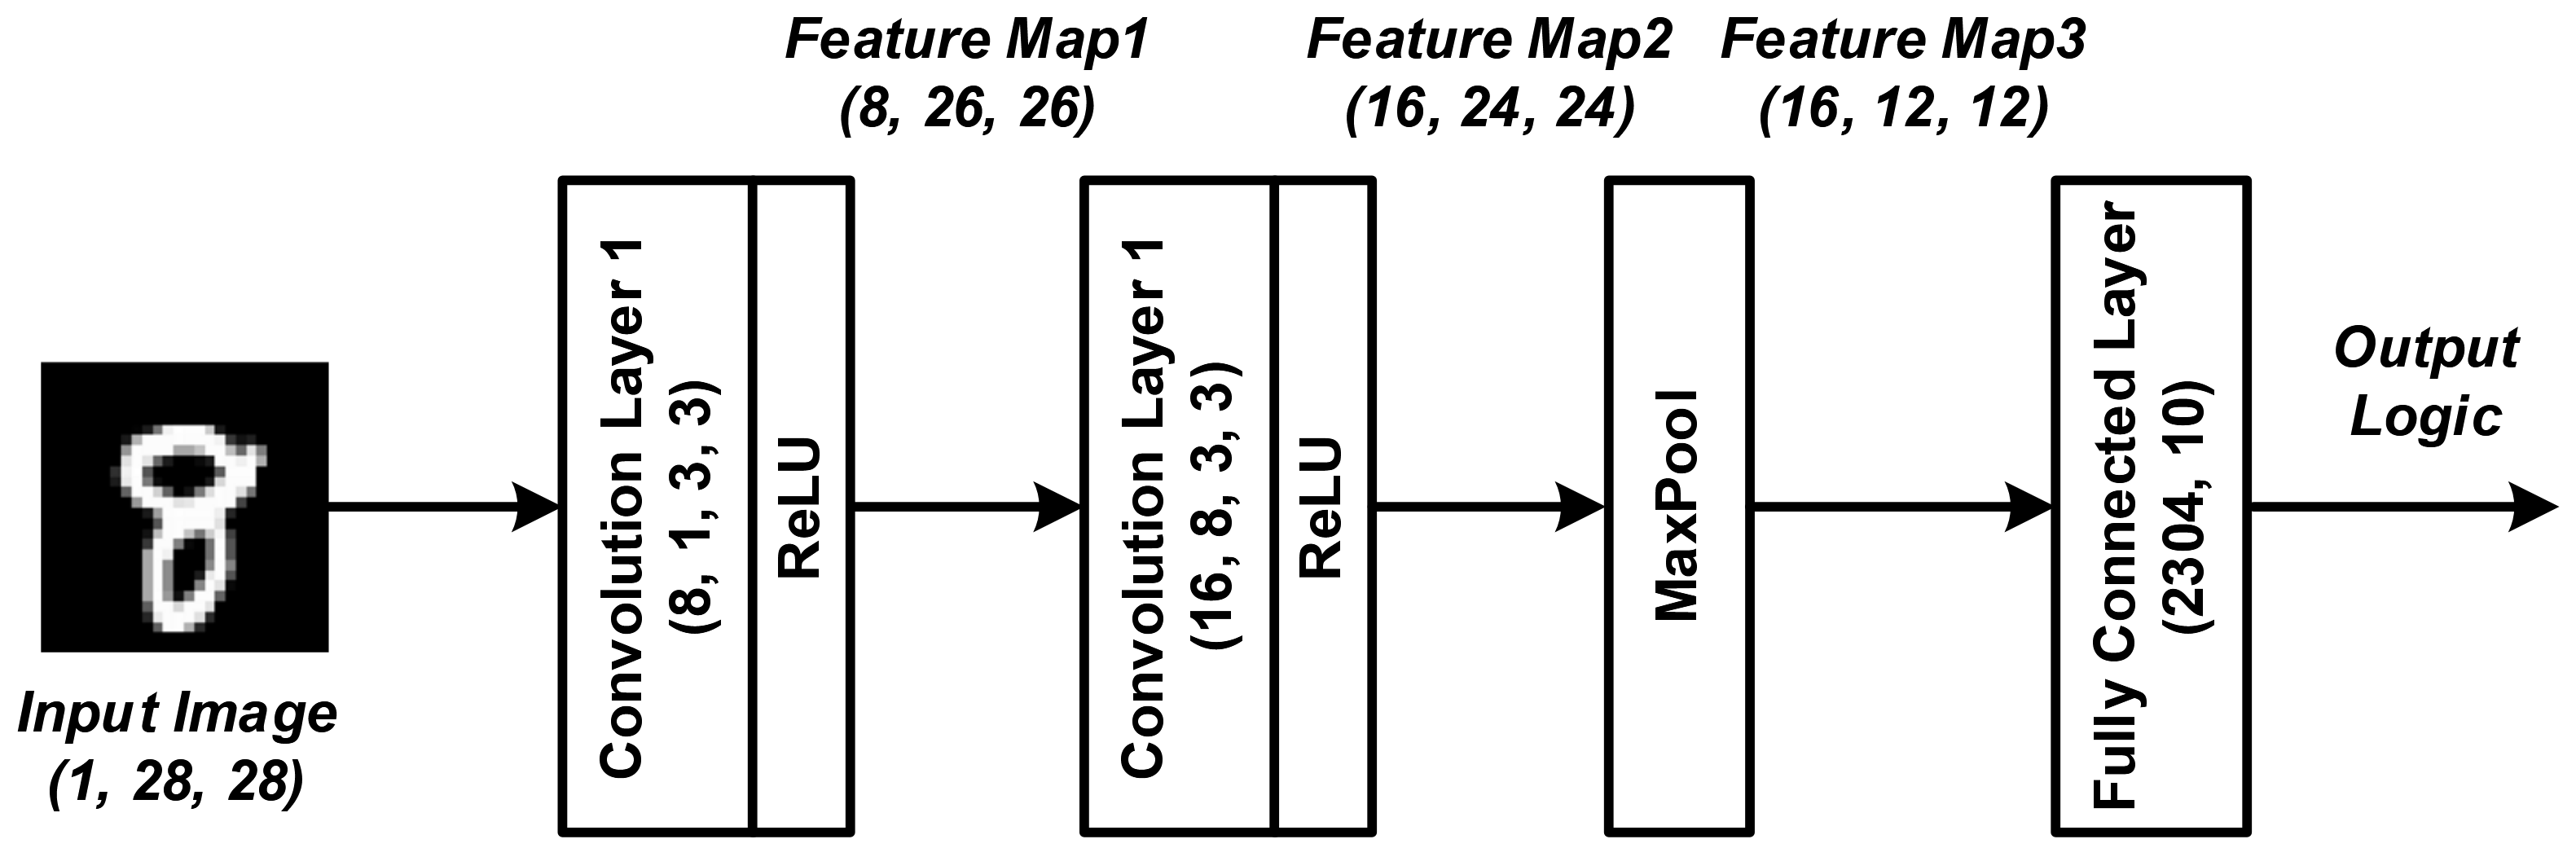 Feature Map1
(8, 26, 26)
Feature Map2
(16, 24, 24)
Feature Map3
(16, 12, 12)
Input Image
(1, 28, 28)
Convolution Layer 1
(8, 1, 3, 3)
ReLU
Convolution Layer 1
(16, 8, 3, 3)
ReLU
MaxPool
Fully Connected Layer
(2304, 10)
Output
Logic